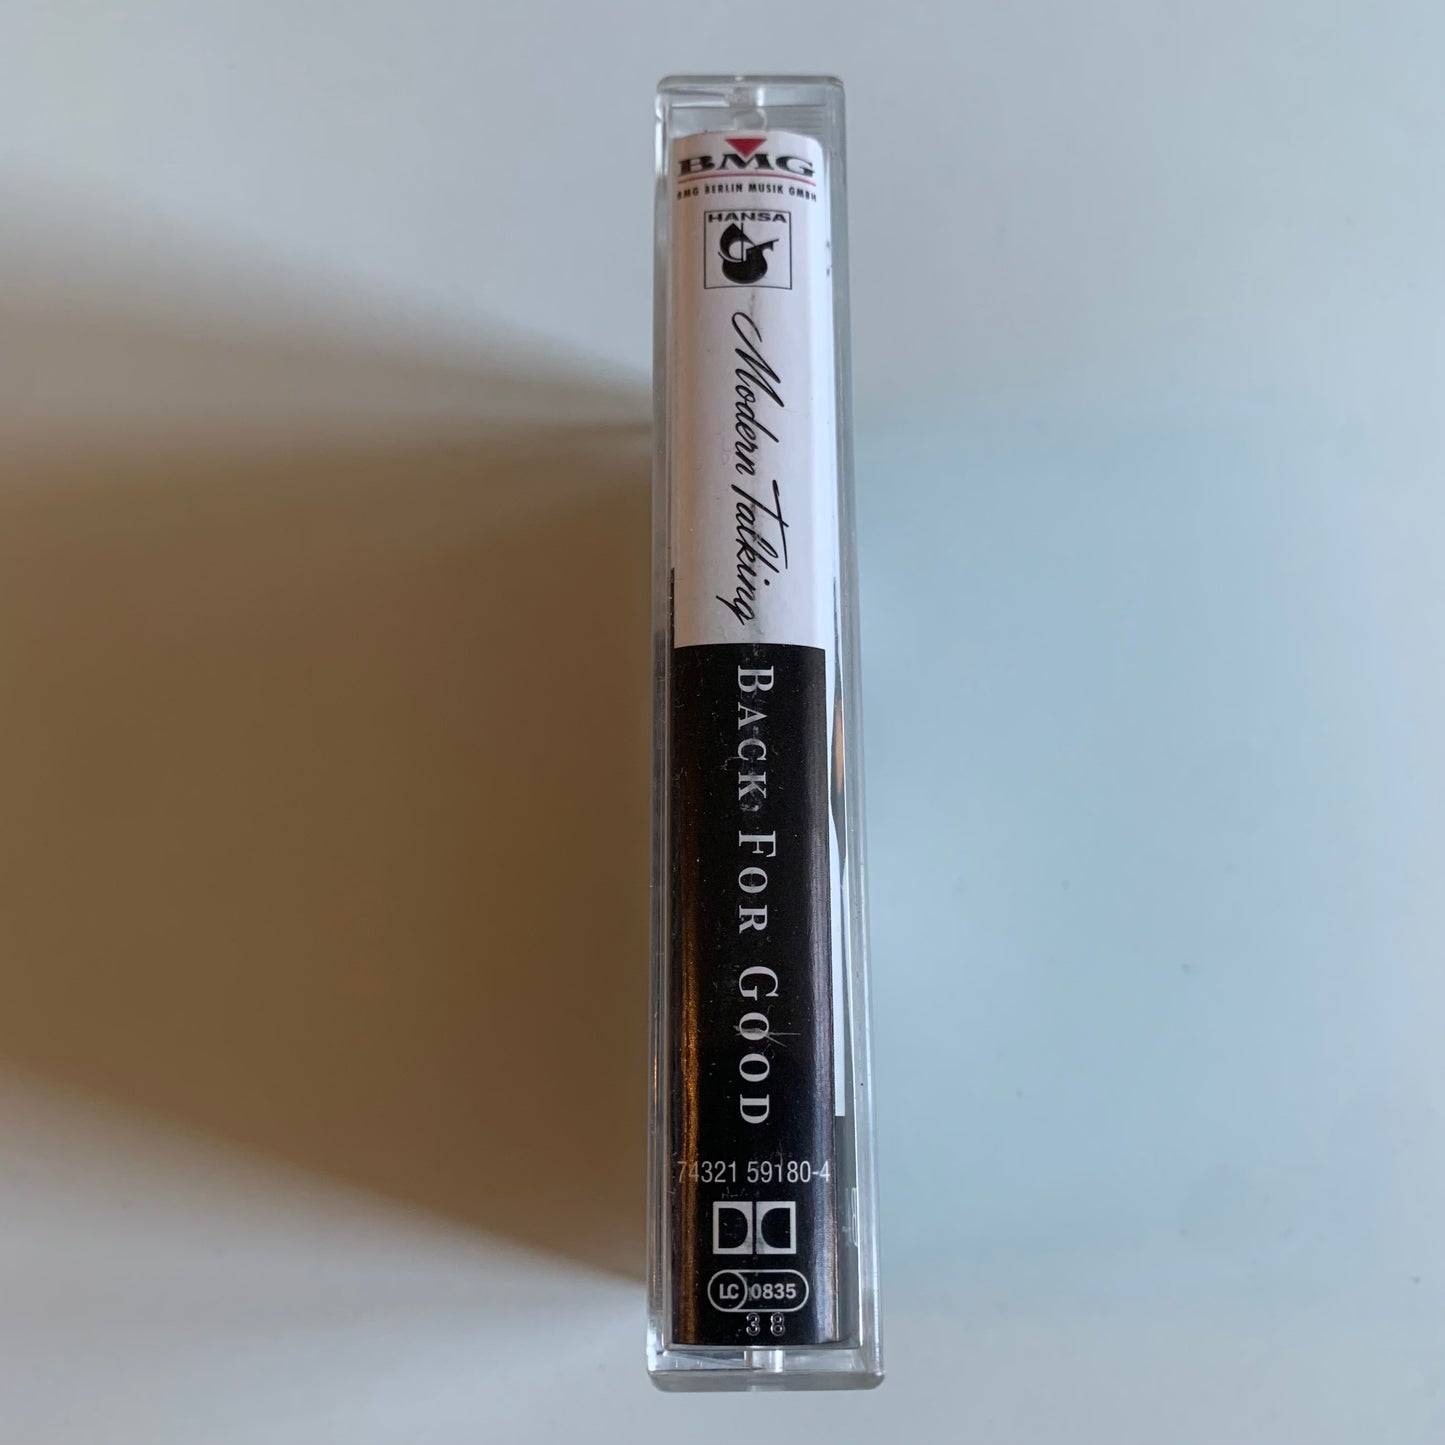 BMG
BMG BERLIN MUSIK GMBH
HANSA
Modern Talking
BACK FOR GOOD
74321 59180-4
LC 0835
38